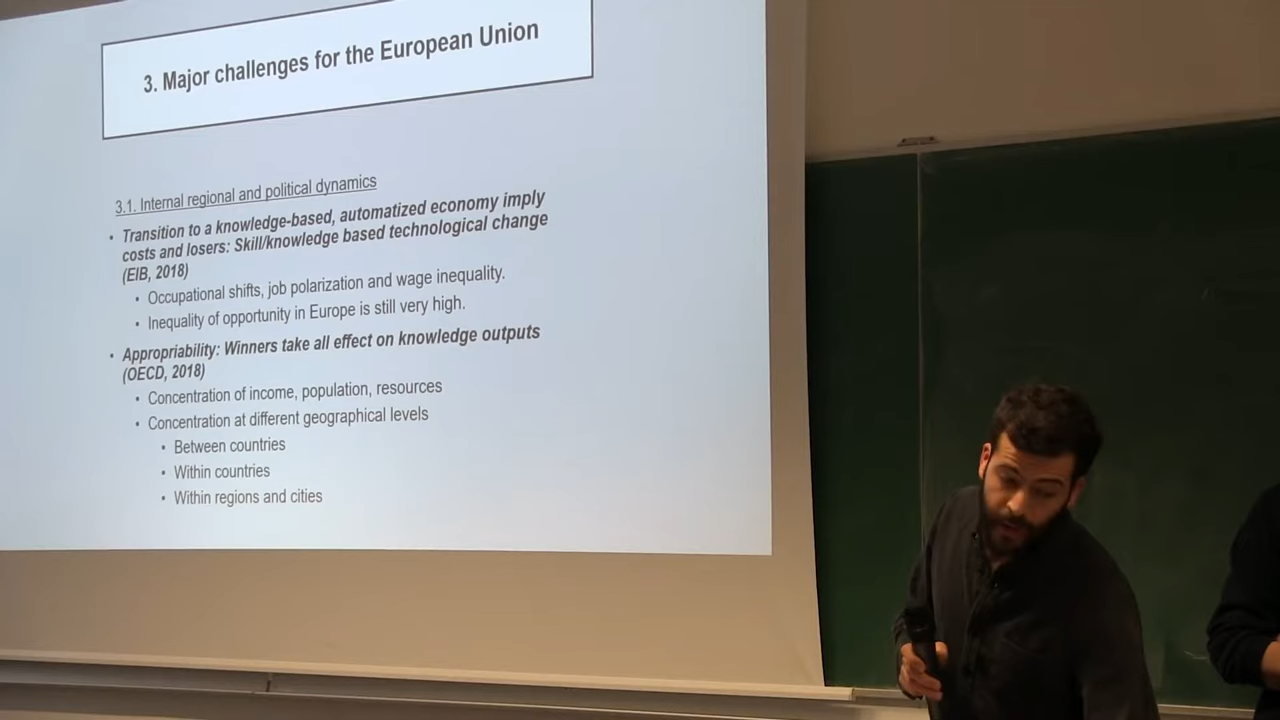 3. Major challenges for the European Union
3.1. Internal regional and political dynamics
• Transition to a knowledge-based, automatized economy imply
costs and losers: Skill/knowledge based technological change
(EIB, 2018)
• Occupational shifts, job polarization and wage inequality.
• Inequality of opportunity in Europe is still very high.
• Appropriability: Winners take all effect on knowledge outputs
(OECD, 2018)
• Concentration of income, population, resources
• Concentration at different geographical levels
• Between countries
• Within countries
• Within regions and cities